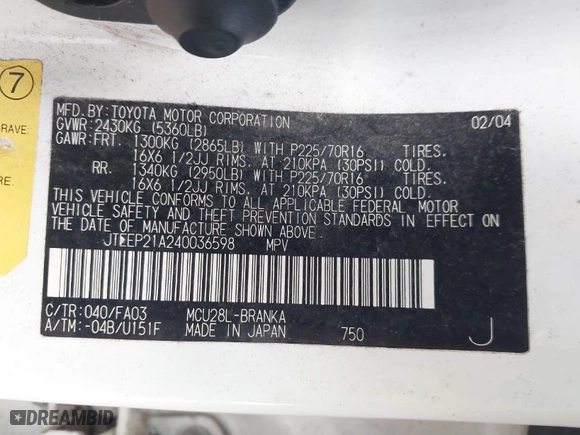 7
RAVE:
RE.
MFD. BY: TOYOTA MOTOR CORPORATION 02/04
GVWR: 2430KG (5360LB)
GAWR: FRT. 1300KG (2865LB) WITH P225/70R16 TIRES.
16X6 1/2JJ RIMS. AT 210KPA (30PSI) COLD.
RR. 1340KG (2950LB) WITH P225/70R16 TIRES.
16X6 1/2JJ RIMS. AT 210KPA (30PSI) COLD.
THIS VEHICLE CONFORMS TO ALL APPLICABLE FEDERAL MOTOR
VEHICLE SAFETY AND THEFT PREVENTION STANDARDS IN EFFECT ON
THE DATE OF MANUFACTURE SHOWN ABOVE.
JTEEP21A240036598 MPV
C/TR: 040/FA03 MCU28L-BRANKA
A/TM: -04B/U151F MADE IN JAPAN 750 J
DREAMBID